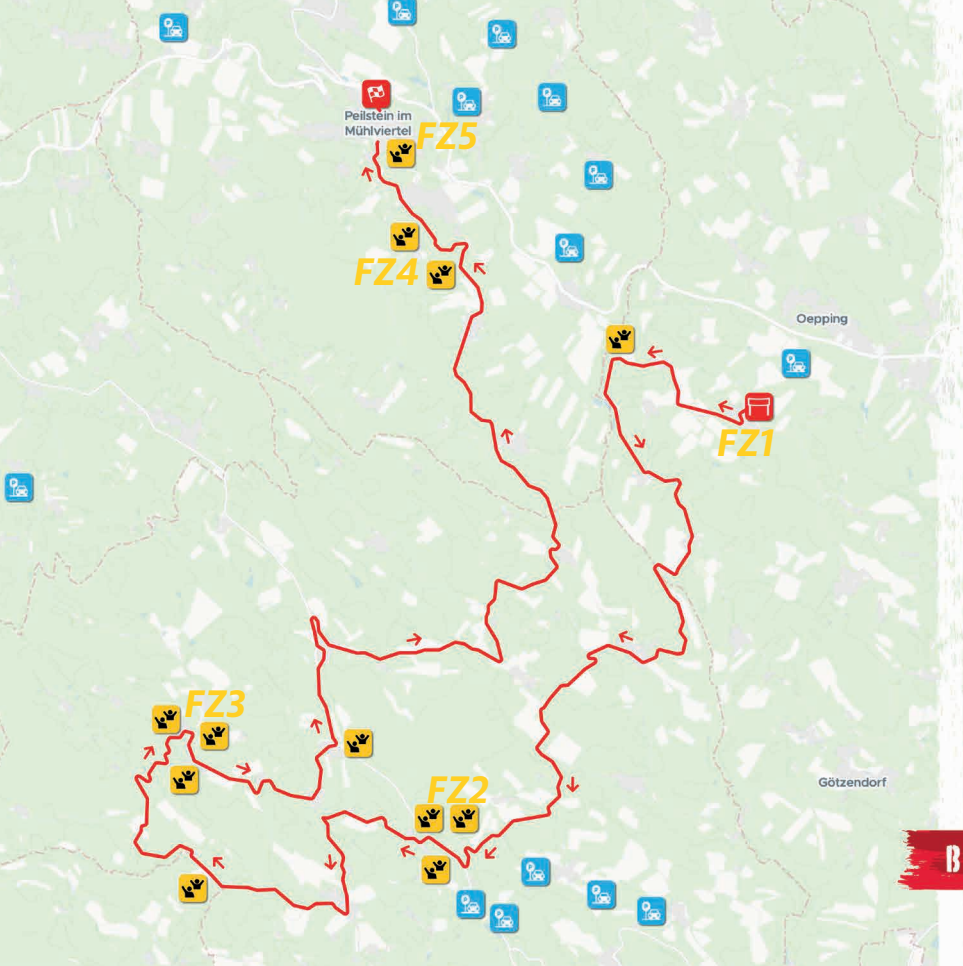 Peilstein im
Mühlviertel
FZ5
FZ4
Oepping
FZ1
FZ3
FZ2
Götzendorf
B